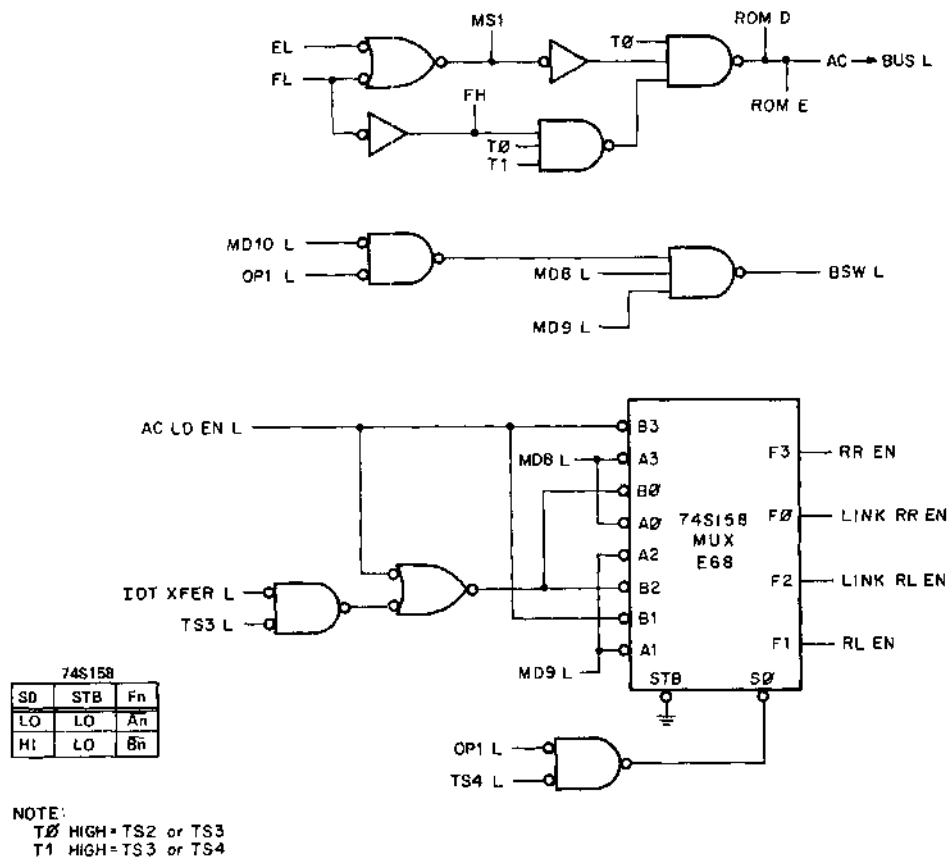 MS1
ROM D
EL
TØ
AC → BUS L
FL
FH
ROM E
TØ
T1
MD10 L
OP1 L
MD8 L
BSW L
MD9 L
AC LD EN L
B3
MD8 L
A3
F3
RR EN
BØ
AØ
74S158
MUX
E68
FØ
LINK RR EN
A2
IOT XFER L
B2
F2
LINK RL EN
TS3 L
B1
MD9 L
A1
F1
RL EN
STB
SØ
74S158
SO STB Fn
LO LO A̅n̅
HI LO B̅n̅
OP1 L
TS4 L
NOTE:
TØ HIGH = TS2 or TS3
T1 HIGH = TS3 or TS4